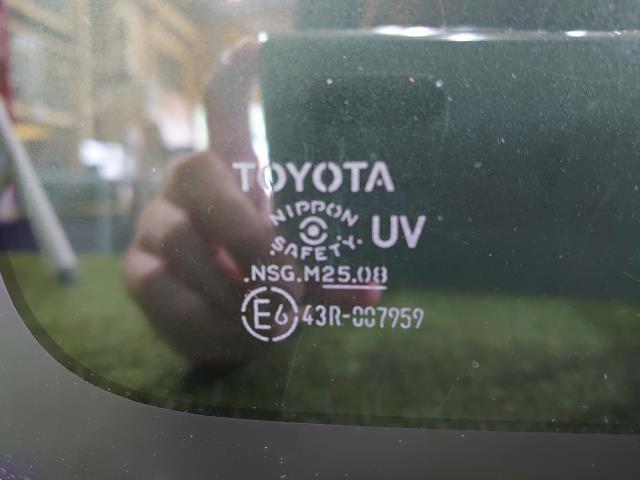 TOYOTA
NIPPON
SAFETY
UV
.NSG.M25.08
E6 43R-007959